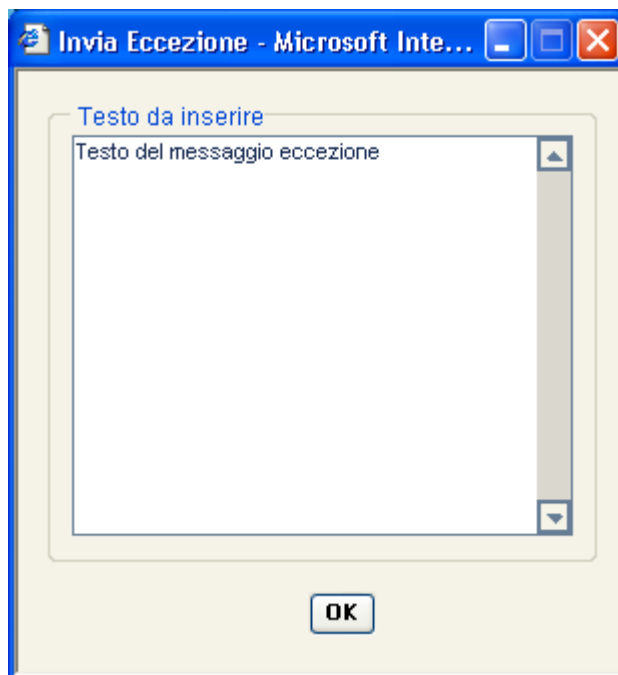 Invia Eccezione - Microsoft Inte...
Testo da inserire
Testo del messaggio eccezione
OK